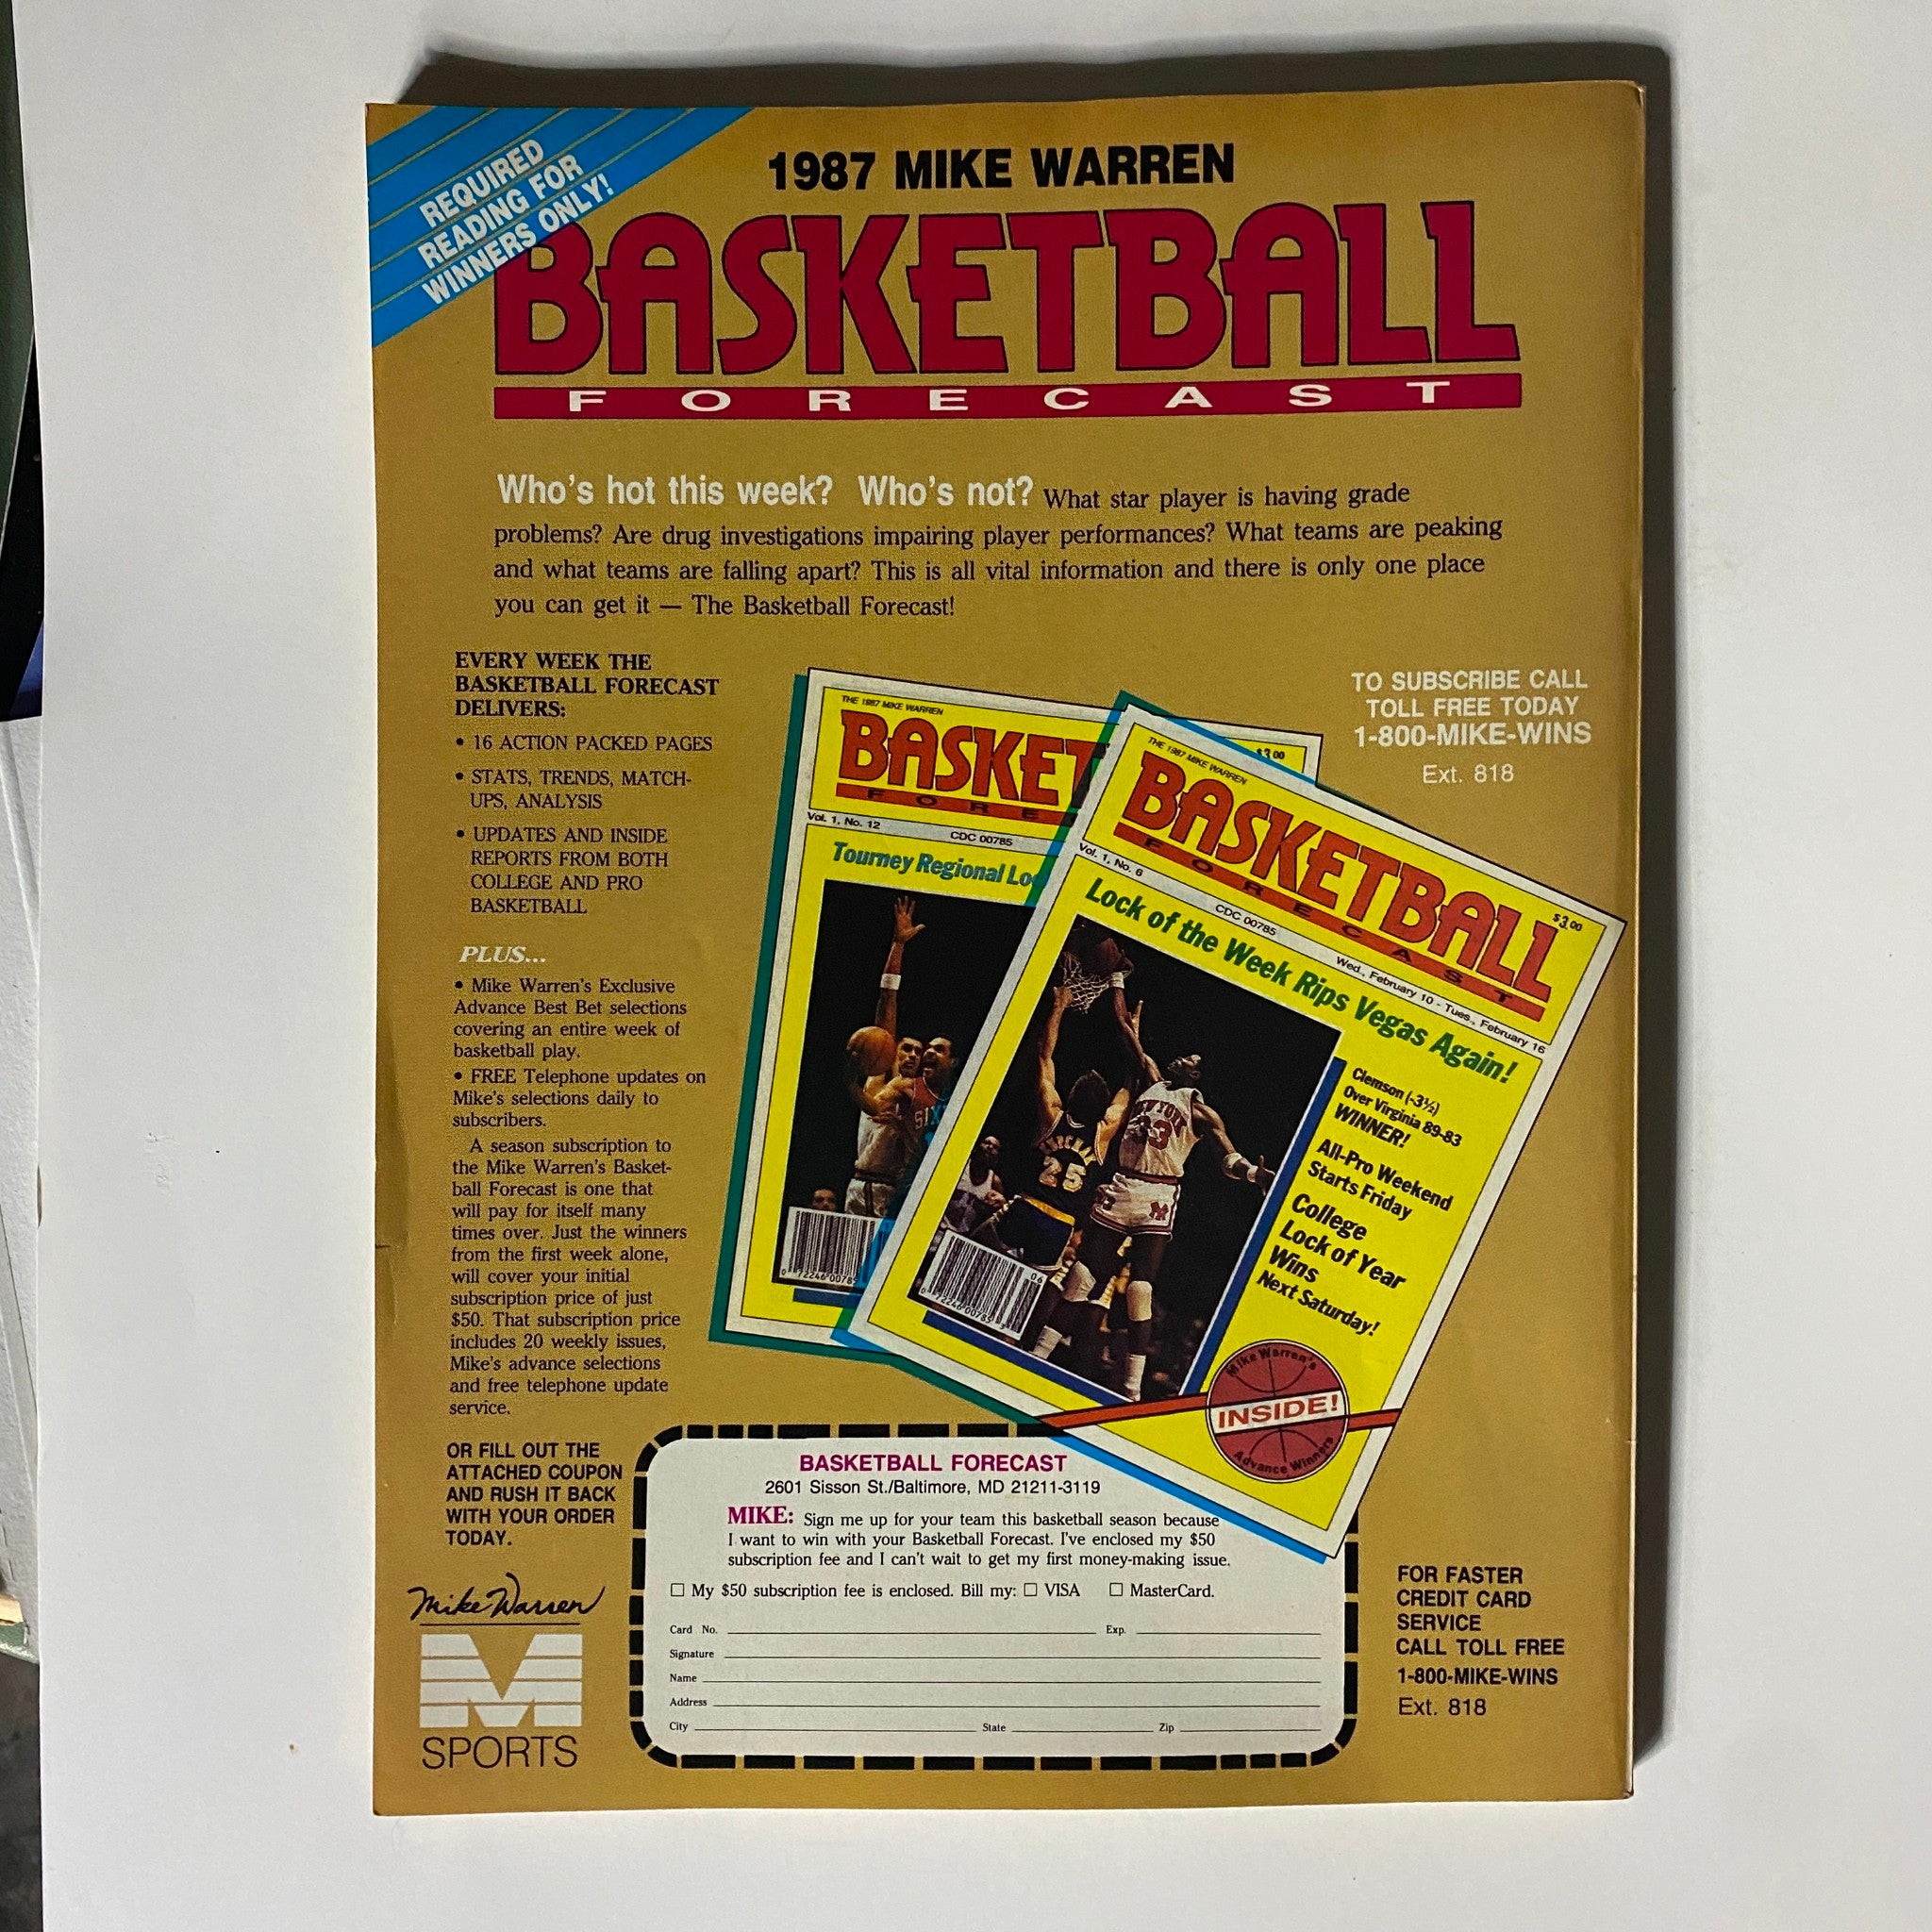 REQUIRED
READING FOR
WINNERS ONLY!
1987 MIKE WARREN
BASKETBALL
FORECAST
Who's hot this week? Who's not? What star player is having grade
problems? Are drug investigations impairing player performances? What teams are peaking
and what teams are falling apart? This is all vital information and there is only one place
you can get it — The Basketball Forecast!
EVERY WEEK THE
BASKETBALL FORECAST
DELIVERS:
• 16 ACTION PACKED PAGES
• STATS, TRENDS, MATCH-
UPS, ANALYSIS
• UPDATES AND INSIDE
REPORTS FROM BOTH
COLLEGE AND PRO
BASKETBALL
PLUS...
• Mike Warren's Exclusive
Advance Best Bet selections
covering an entire week of
basketball play.
• FREE Telephone updates on
Mike's selections daily to
subscribers.
A season subscription to
the Mike Warren's Basket-
ball Forecast is one that
will pay for itself many
times over. Just the winners
from the first week alone,
will cover your initial
subscription price of just
$50. That subscription price
includes 20 weekly issues,
Mike's advance selections
and free telephone update
service.
OR FILL OUT THE
ATTACHED COUPON
AND RUSH IT BACK
WITH YOUR ORDER
TODAY.
Mike Warren
M
SPORTS
TO SUBSCRIBE CALL
TOLL FREE TODAY
1-800-MIKE-WINS
Ext. 818
THE 1987 MIKE WARREN
BASKET
FORE
$3.00
Vol. 1, No. 12
CDC 00785
Tourney Regional Loc
SIX
0 72246 00785
THE 1987 MIKE WARREN
BASKETBALL
FORECAST
$3.00
Vol. 1, No. 6
CDC 00785
Wed., February 10 - Tues., February 16
Lock of the Week Rips Vegas Again!
Clemson (-3½)
Over Virginia 89-83
WINNER!
All-Pro Weekend
Starts Friday
College
Lock of Year
Wins
Next Saturday!
NEW YORK
33
25
06
0 72246 00785 3
Mike Warren's
INSIDE!
Advance Winners
BASKETBALL FORECAST
2601 Sisson St./Baltimore, MD 21211-3119
MIKE: Sign me up for your team this basketball season because
I want to win with your Basketball Forecast. I've enclosed my $50
subscription fee and I can't wait to get my first money-making issue.
☐ My $50 subscription fee is enclosed. Bill my: ☐ VISA ☐ MasterCard.
Card No. Exp.
Signature
Name
Address
City State Zip
FOR FASTER
CREDIT CARD
SERVICE
CALL TOLL FREE
1-800-MIKE-WINS
Ext. 818